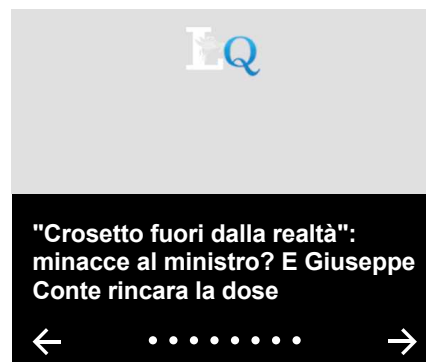 LQ
"Crosetto fuori dalla realtà":
minacce al ministro? E Giuseppe
Conte rincara la dose